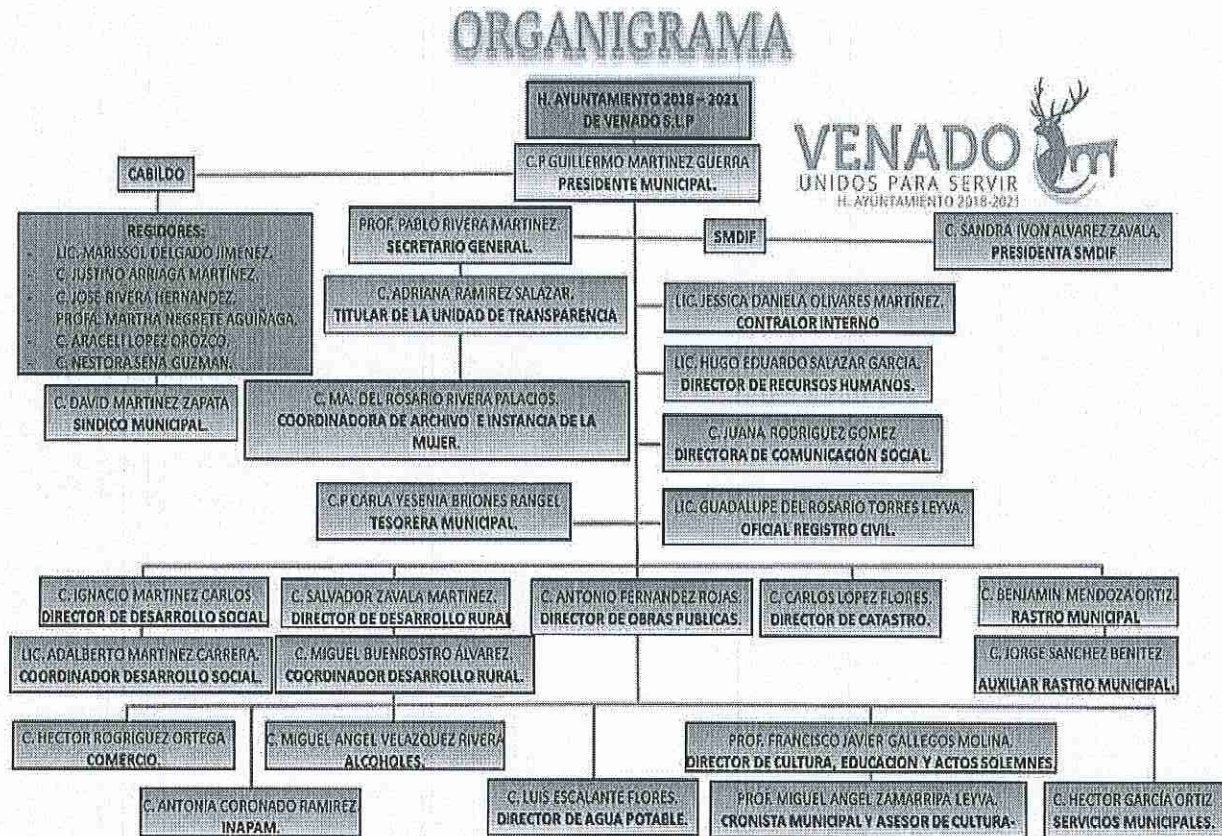 ORGANIGRAMA
H. AYUNTAMIENTO 2018 – 2021
DE VENADO S.L.P
VENADO
UNIDOS PARA SERVIR
H. AYUNTAMIENTO 2018-2021
C.P GUILLERMO MARTINEZ GUERRA
PRESIDENTE MUNICIPAL.
CABILDO
REGIDORES:
- LIC. MARISSOL DELGADO JIMENEZ.
- C. JUSTINO ARRIAGA MARTÍNEZ.
- C. JOSE RIVERA HERNANDEZ.
- PROFA. MARTHA NEGRETE AGUIÑAGA.
- C. ARACELI LOPEZ OROZCO.
- C. NESTORA SENA GUZMAN.
C. DAVID MARTINEZ ZAPATA
SINDICO MUNICIPAL.
PROF. PABLO RIVERA MARTINEZ.
SECRETARIO GENERAL.
SMDIF
C. SANDRA IVON ALVAREZ ZAVALA.
PRESIDENTA SMDIF
C. ADRIANA RAMIREZ SALAZAR.
TITULAR DE LA UNIDAD DE TRANSPARENCIA
LIC. JESSICA DANIELA OLIVARES MARTÍNEZ.
CONTRALOR INTERNO
LIC. HUGO EDUARDO SALAZAR GARCIA.
DIRECTOR DE RECURSOS HUMANOS.
C. MA. DEL ROSARIO RIVERA PALACIOS.
COORDINADORA DE ARCHIVO E INSTANCIA DE LA
MUJER.
C. JUANA RODRIGUEZ GOMEZ
DIRECTORA DE COMUNICACIÓN SOCIAL.
C.P CARLA YESENIA BRIONES RANGEL
TESORERA MUNICIPAL.
LIC. GUADALUPE DEL ROSARIO TORRES LEYVA.
OFICIAL REGISTRO CIVIL.
C. IGNACIO MARTINEZ CARLOS.
DIRECTOR DE DESARROLLO SOCIAL
C. SALVADOR ZAVALA MARTÍNEZ.
DIRECTOR DE DESARROLLO RURAL
C. ANTONIO FERNANDEZ ROJAS.
DIRECTOR DE OBRAS PUBLICAS.
C. CARLOS LOPEZ FLORES.
DIRECTOR DE CATASTRO.
C. BENJAMIN MENDOZA ORTIZ.
RASTRO MUNICIPAL
LIC. ADALBERTO MARTINEZ CARRERA.
COORDINADOR DESARROLLO SOCIAL.
C. MIGUEL BUENROSTRO ÁLVAREZ.
COORDINADOR DESARROLLO RURAL.
C. JORGE SANCHEZ BENITEZ
AUXILIAR RASTRO MUNICIPAL.
C. HECTOR ROGRIGUEZ ORTEGA
COMERCIO.
C. MIGUEL ANGEL VELAZQUEZ RIVERA
ALCOHOLES.
PROF. FRANCISCO JAVIER GALLEGOS MOLINA.
DIRECTOR DE CULTURA, EDUCACION Y ACTOS SOLEMNES.
C. ANTONIA CORONADO RAMIREZ
INAPAM.
C. LUIS ESCALANTE FLORES.
DIRECTOR DE AGUA POTABLE.
PROF. MIGUEL ANGEL ZAMARRIPA LEYVA.
CRONISTA MUNICIPAL Y ASESOR DE CULTURA-
C. HECTOR GARCÍA ORTIZ
SERVICIOS MUNICIPALES.